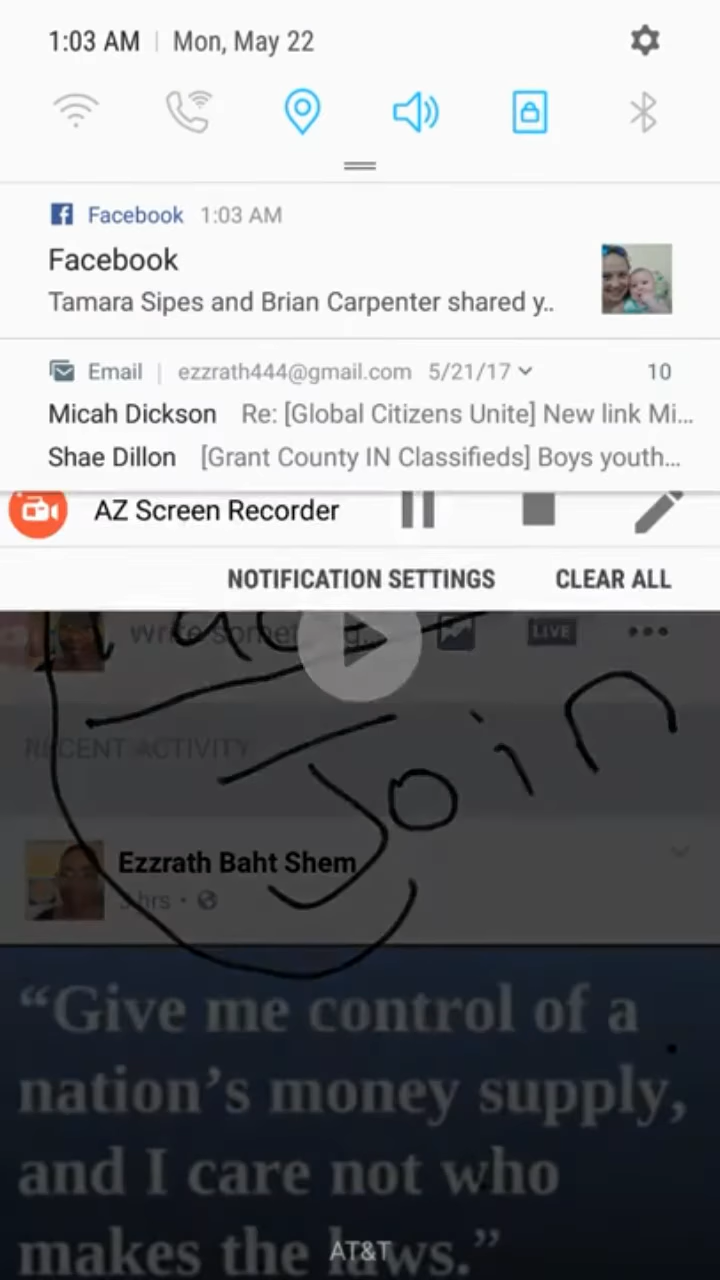 1:03 AM | Mon, May 22
Facebook 1:03 AM
Facebook
Tamara Sipes and Brian Carpenter shared y..
Email | ezzrath444@gmail.com 5/21/17 10
Micah Dickson Re: [Global Citizens Unite] New link Mi...
Shae Dillon [Grant County IN Classifieds] Boys youth...
AZ Screen Recorder
NOTIFICATION SETTINGS CLEAR ALL
LIVE
Join
RECENT ACTIVITY
Ezzrath Baht Shem
hrs
“Give me control of a
nation’s money supply,
and I care not who
makes the laws.”
AT&T